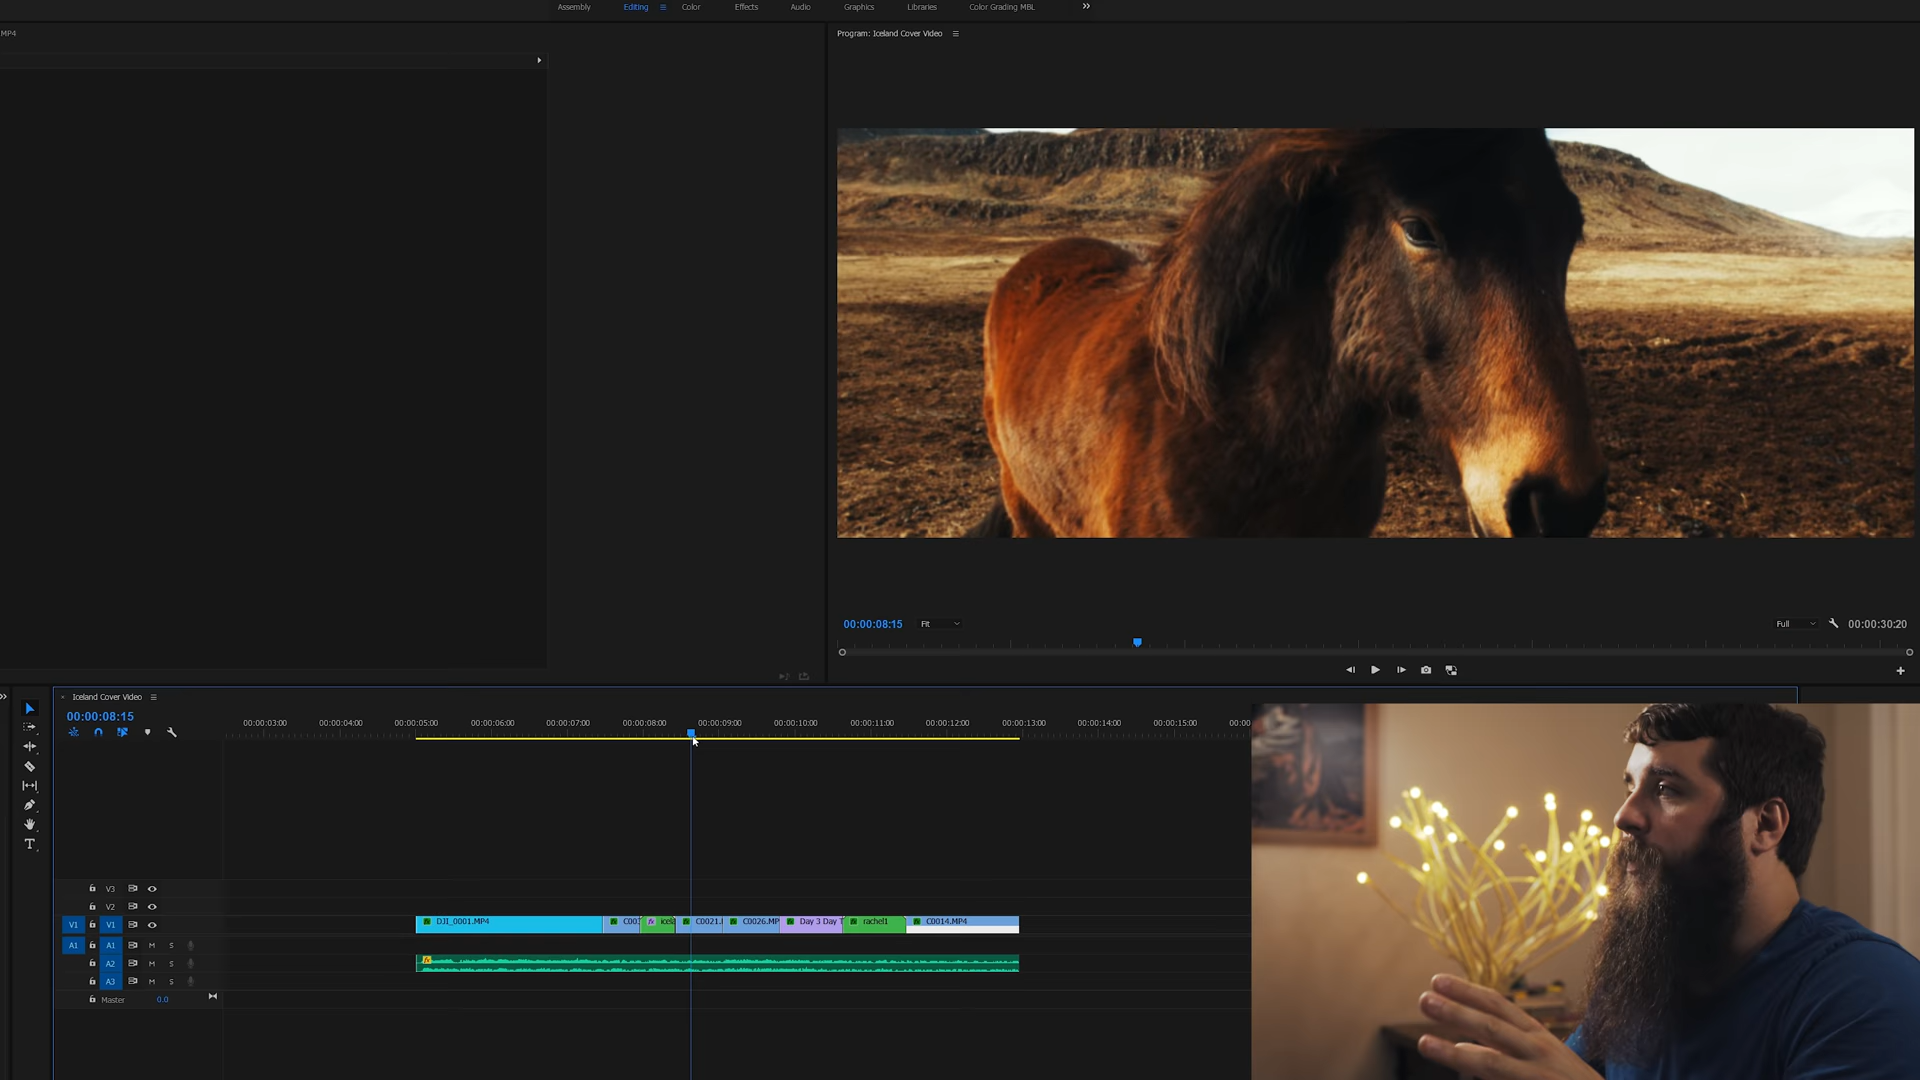 Assembly Editing Color Effects Audio Graphics Libraries Color Grading MBL
MP4
Program: Iceland Cover Video
00:00:08:15 Fit Full 00:00:30:20
Iceland Cover Video
00:00:08:15
00:00:03:00 00:00:04:00 00:00:05:00 00:00:06:00 00:00:07:00 00:00:08:00 00:00:09:00 00:00:10:00 00:00:11:00 00:00:12:00 00:00:13:00 00:00:14:00 00:00:15:00 00:00
V3
V2
V1 V1 DJI_0001.MP4 C0021. C0026.MP Day 3 Day rachel1 C0014.MP4
A1 A1 M S
A2 M S
A3 M S
Master 0.0